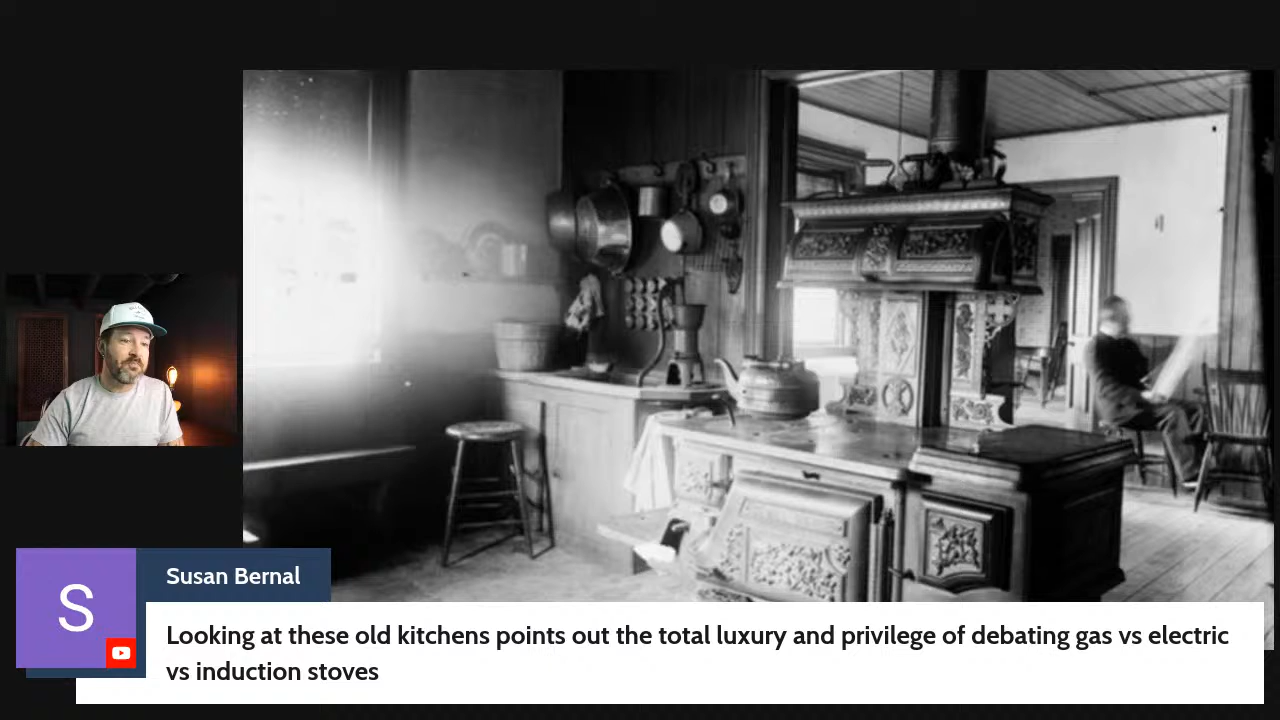 S
Susan Bernal
Looking at these old kitchens points out the total luxury and privilege of debating gas vs electric
vs induction stoves